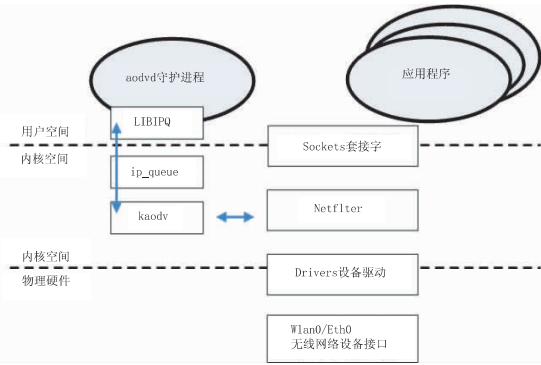 aodvd守护进程
应用程序
LIBIPQ
用户空间
内核空间
Sockets套接字
ip_queue
kaodv
Netflter
内核空间
物理硬件
Drivers设备驱动
Wlan0/Eth0
无线网络设备接口